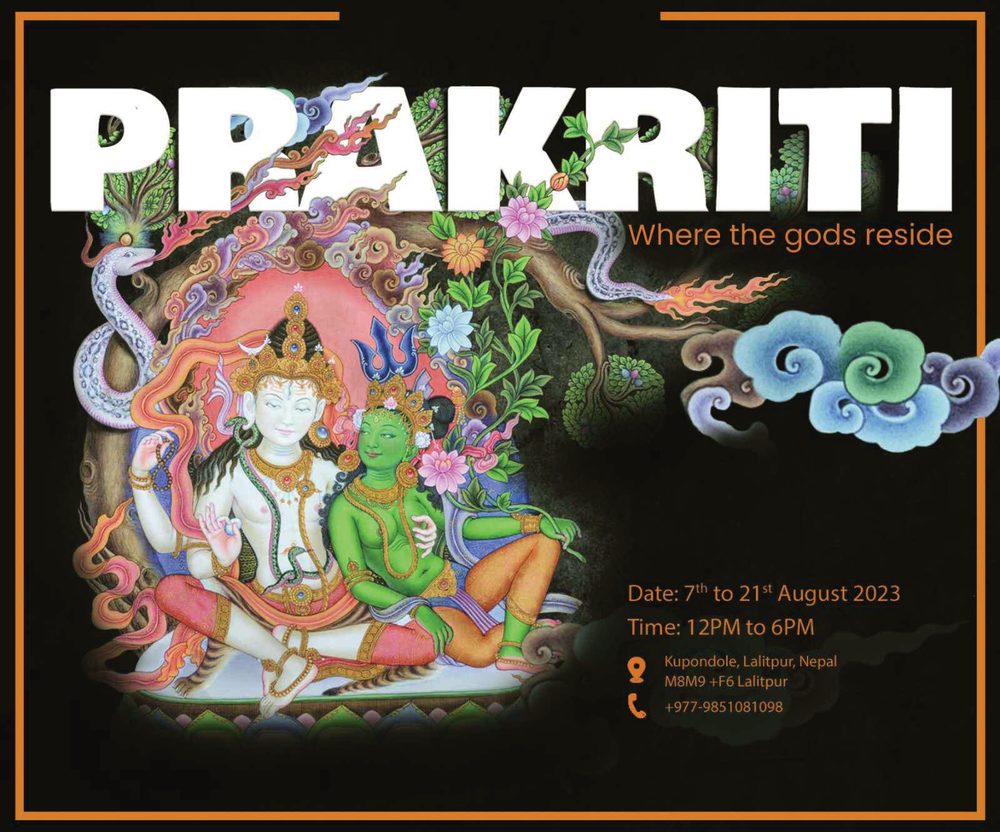 PRAKRITI
Where the gods reside
Date: 7th to 21st August 2023
Time: 12PM to 6PM
Kupondole, Lalitpur, Nepal
M8M9 +F6 Lalitpur
+977-9851081098